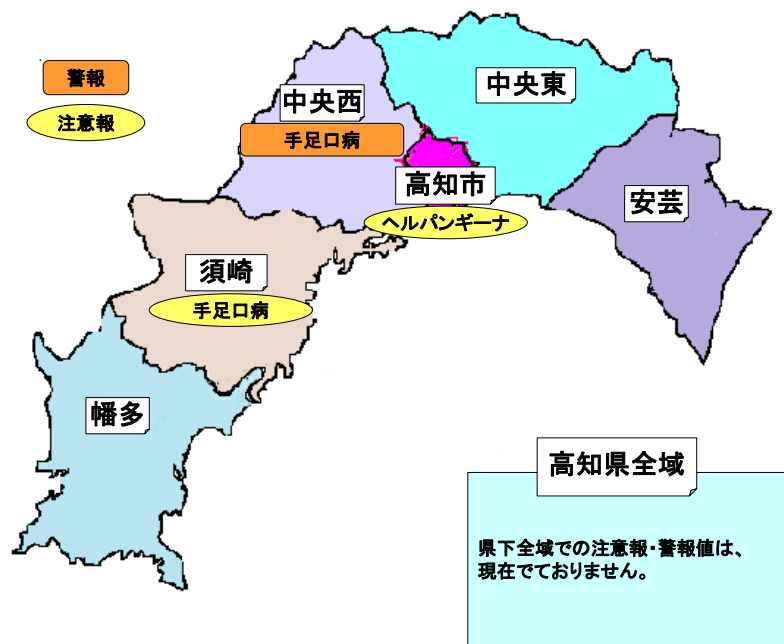 警報
注意報
中央西
手足口病
中央東
高知市
ヘルパンギーナ
安芸
須崎
手足口病
幡多
高知県全域
県下全域での注意報・警報値は、
現在でておりません。